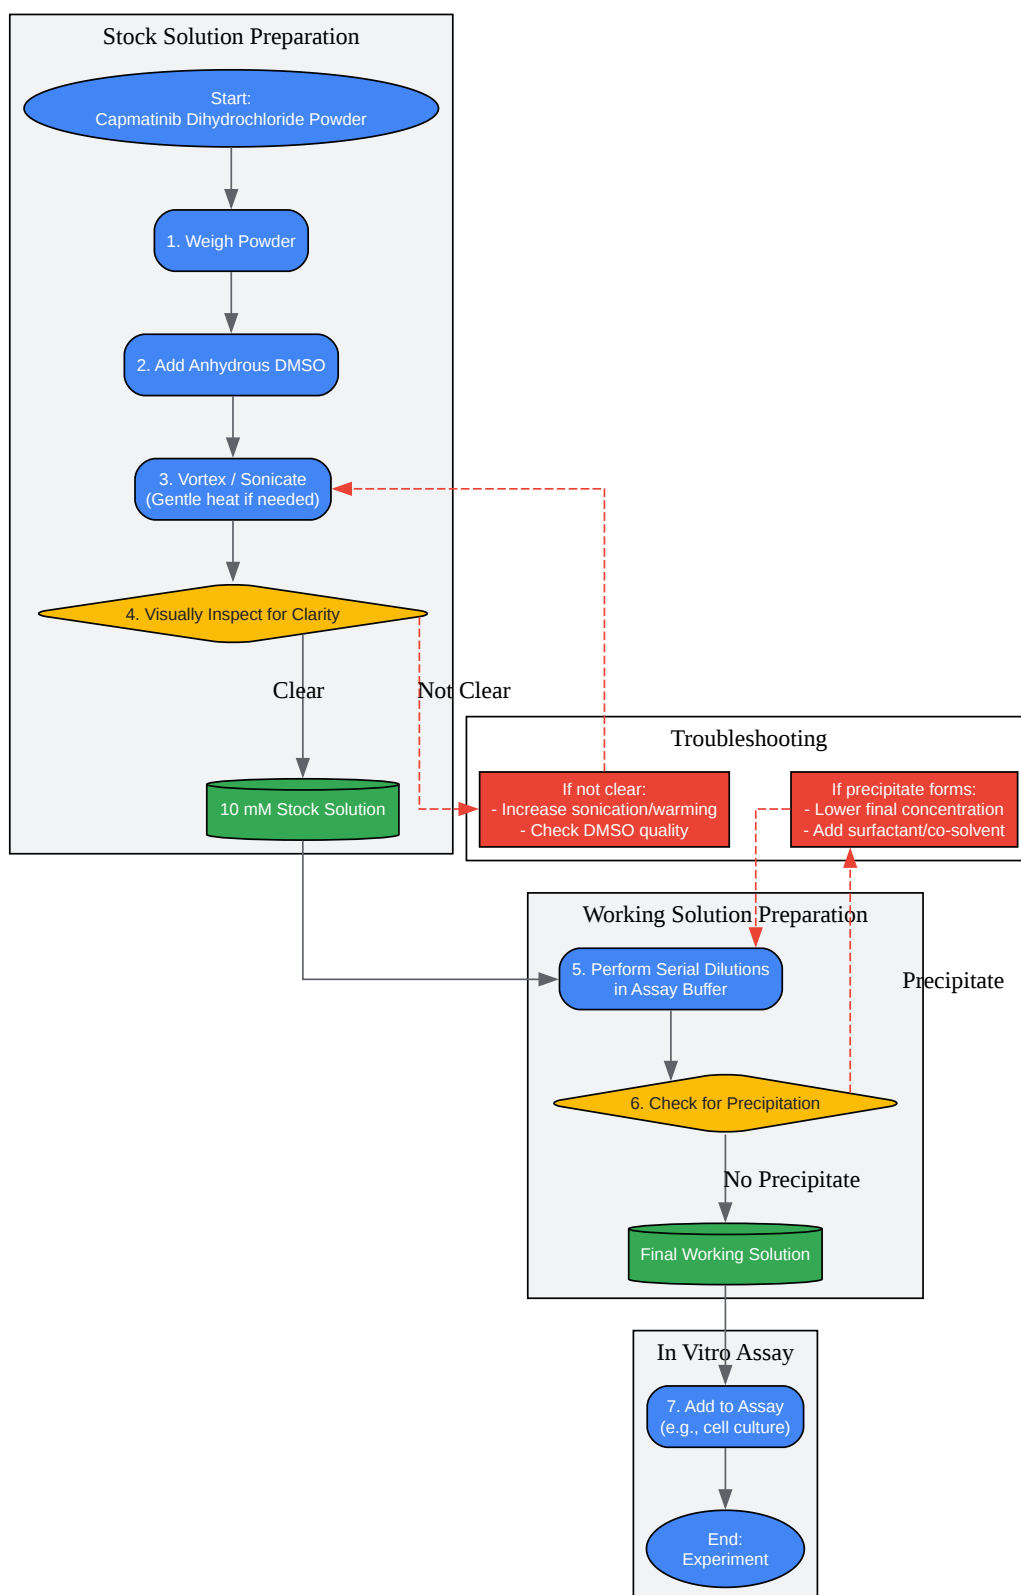 Stock Solution Preparation
Start:
Capmatinib Dihydrochloride Powder
1. Weigh Powder
2. Add Anhydrous DMSO
3. Vortex / Sonicate
(Gentle heat if needed)
4. Visually Inspect for Clarity
Clear
Not Clear
10 mM Stock Solution
Troubleshooting
If not clear:
- Increase sonication/warming
- Check DMSO quality
If precipitate forms:
- Lower final concentration
- Add surfactant/co-solvent
Working Solution Preparation
5. Perform Serial Dilutions
in Assay Buffer
Precipitate
6. Check for Precipitation
No Precipitate
Final Working Solution
In Vitro Assay
7. Add to Assay
(e.g., cell culture)
End:
Experiment